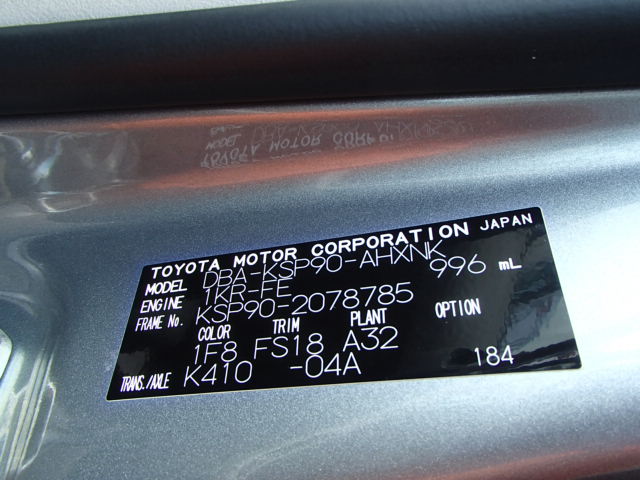 TOYOTA MOTOR CORPORATION JAPAN
MODEL DBA-KSP90-AHXNK
ENGINE 1KR-FE 996 mL
FRAME No. KSP90-2078785
COLOR TRIM PLANT OPTION
1F8 FS18 A32
TRANS./AXLE K410 -04A 184